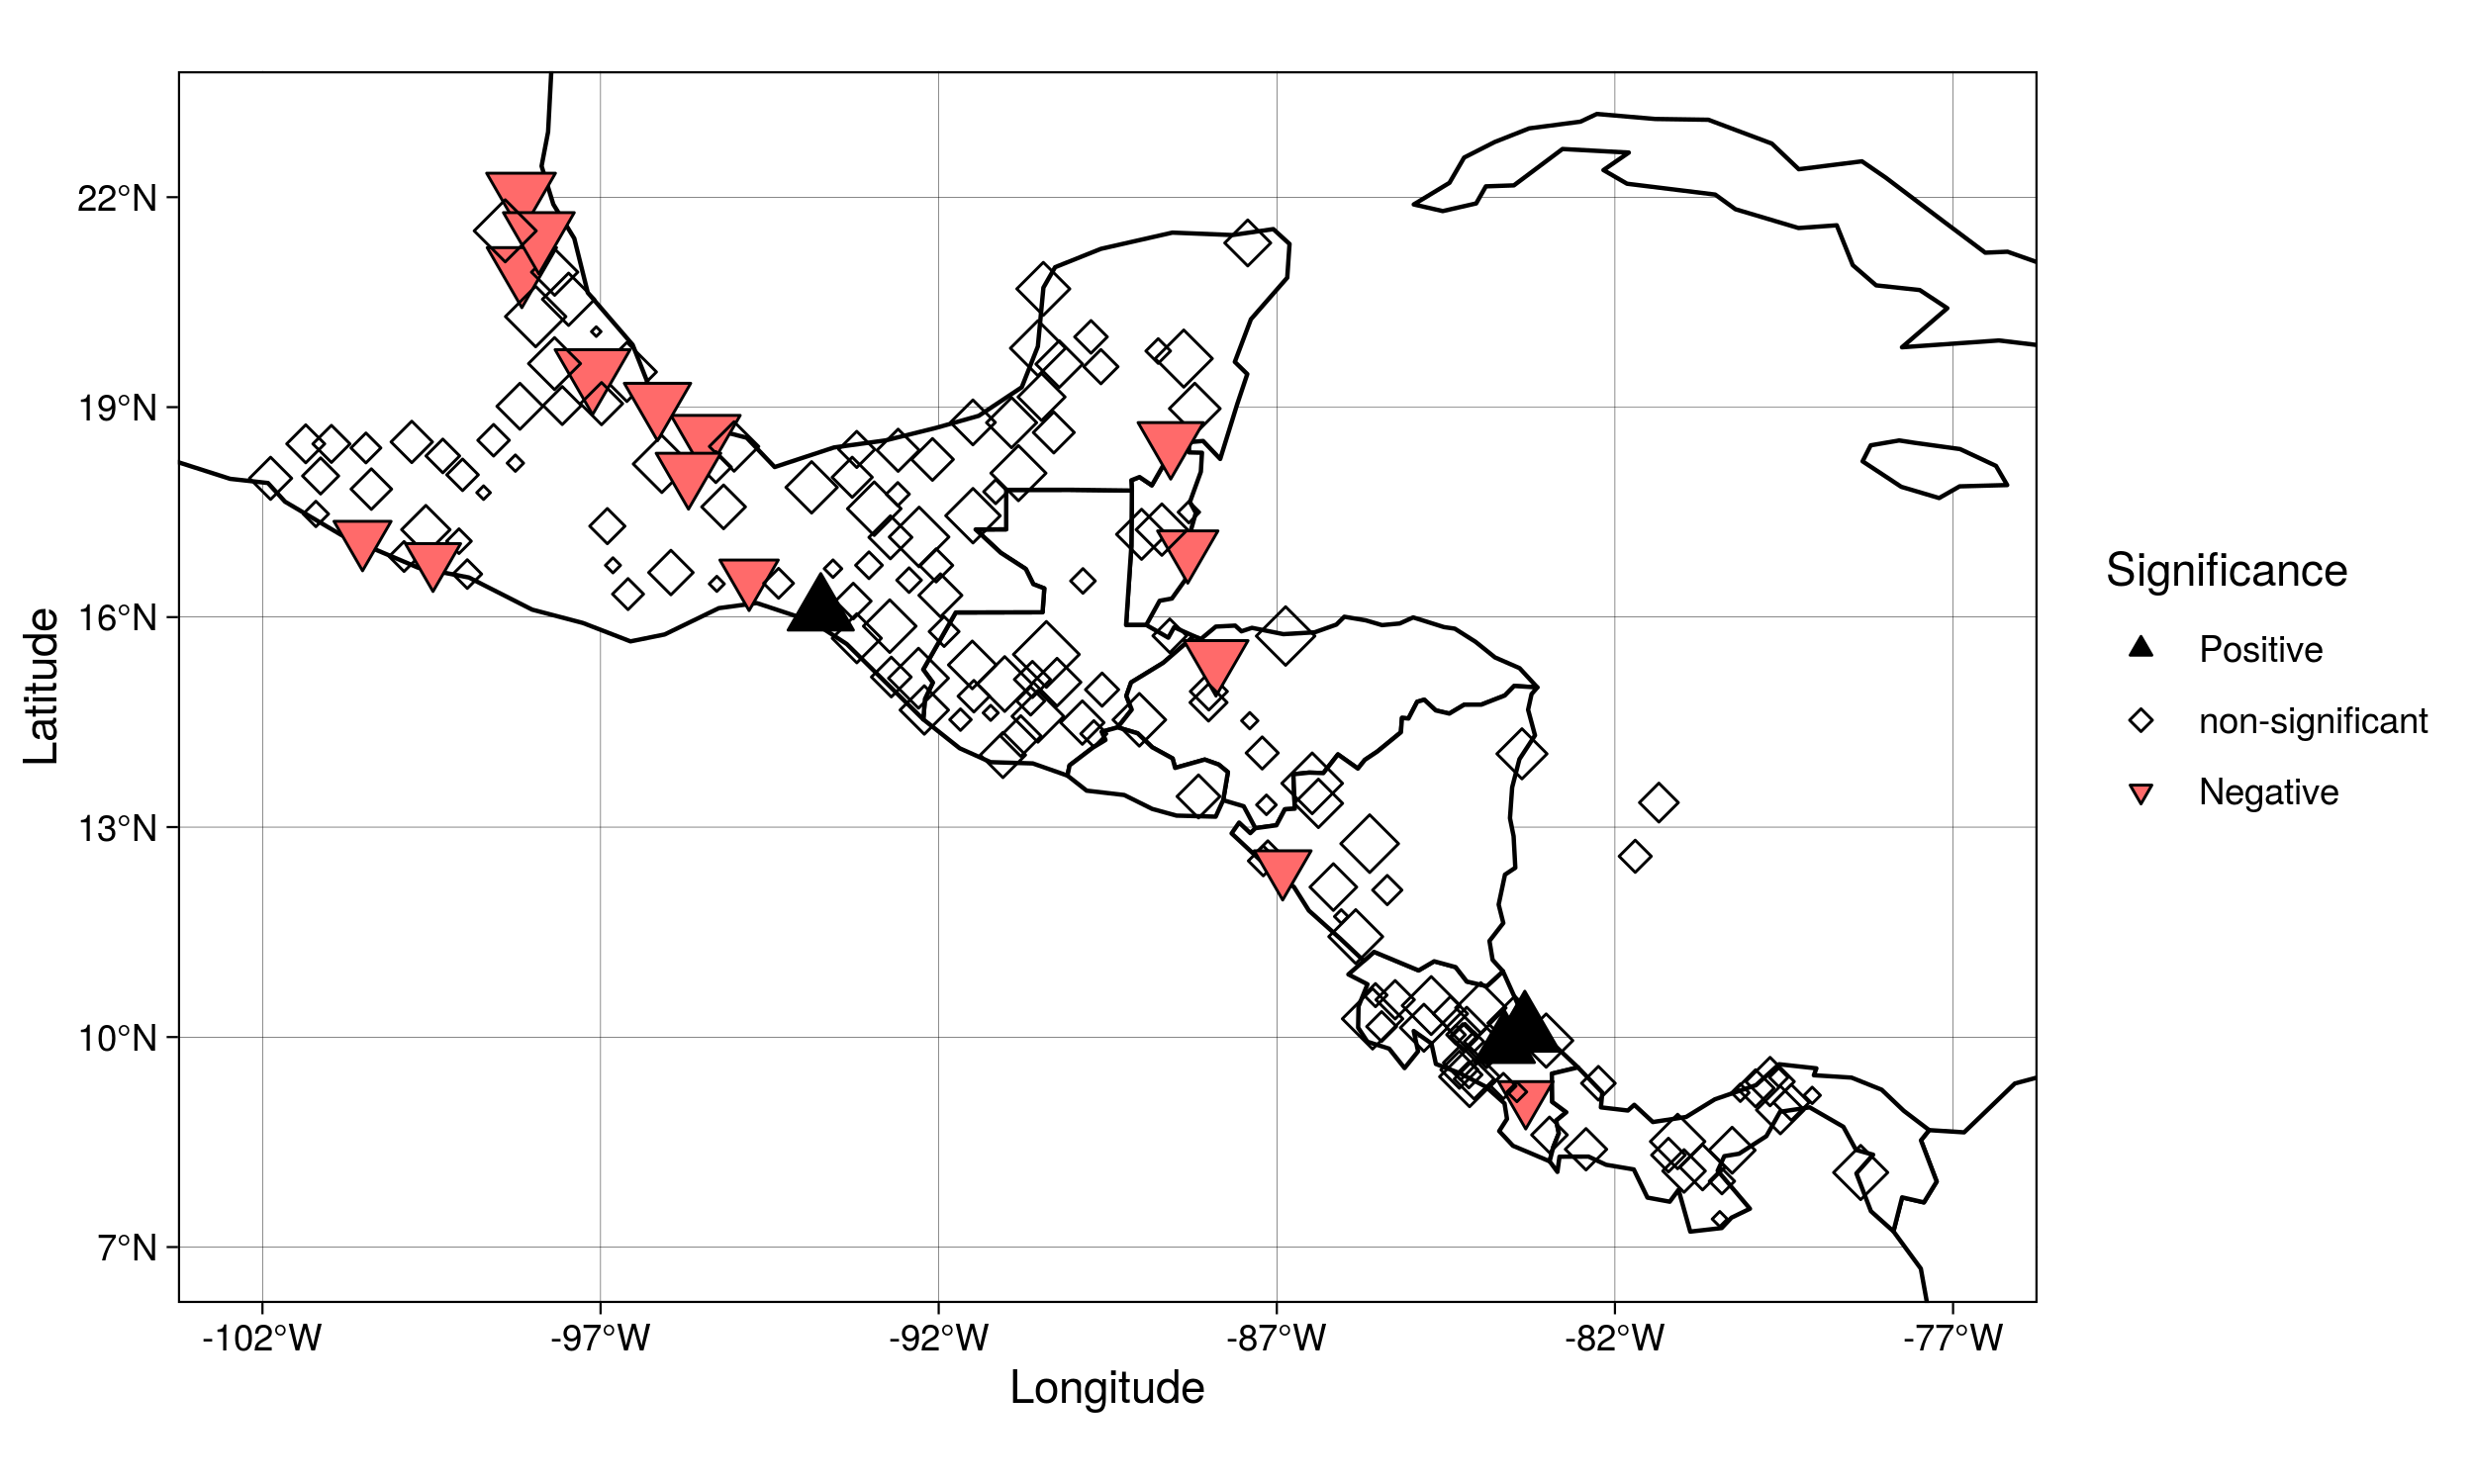 22°N
19°N
16°N
13°N
10°N
7°N
Latitude
-102°W
-97°W
-92°W
-87°W
-82°W
-77°W
Longitude
Significance
Positive
non-significant
Negative